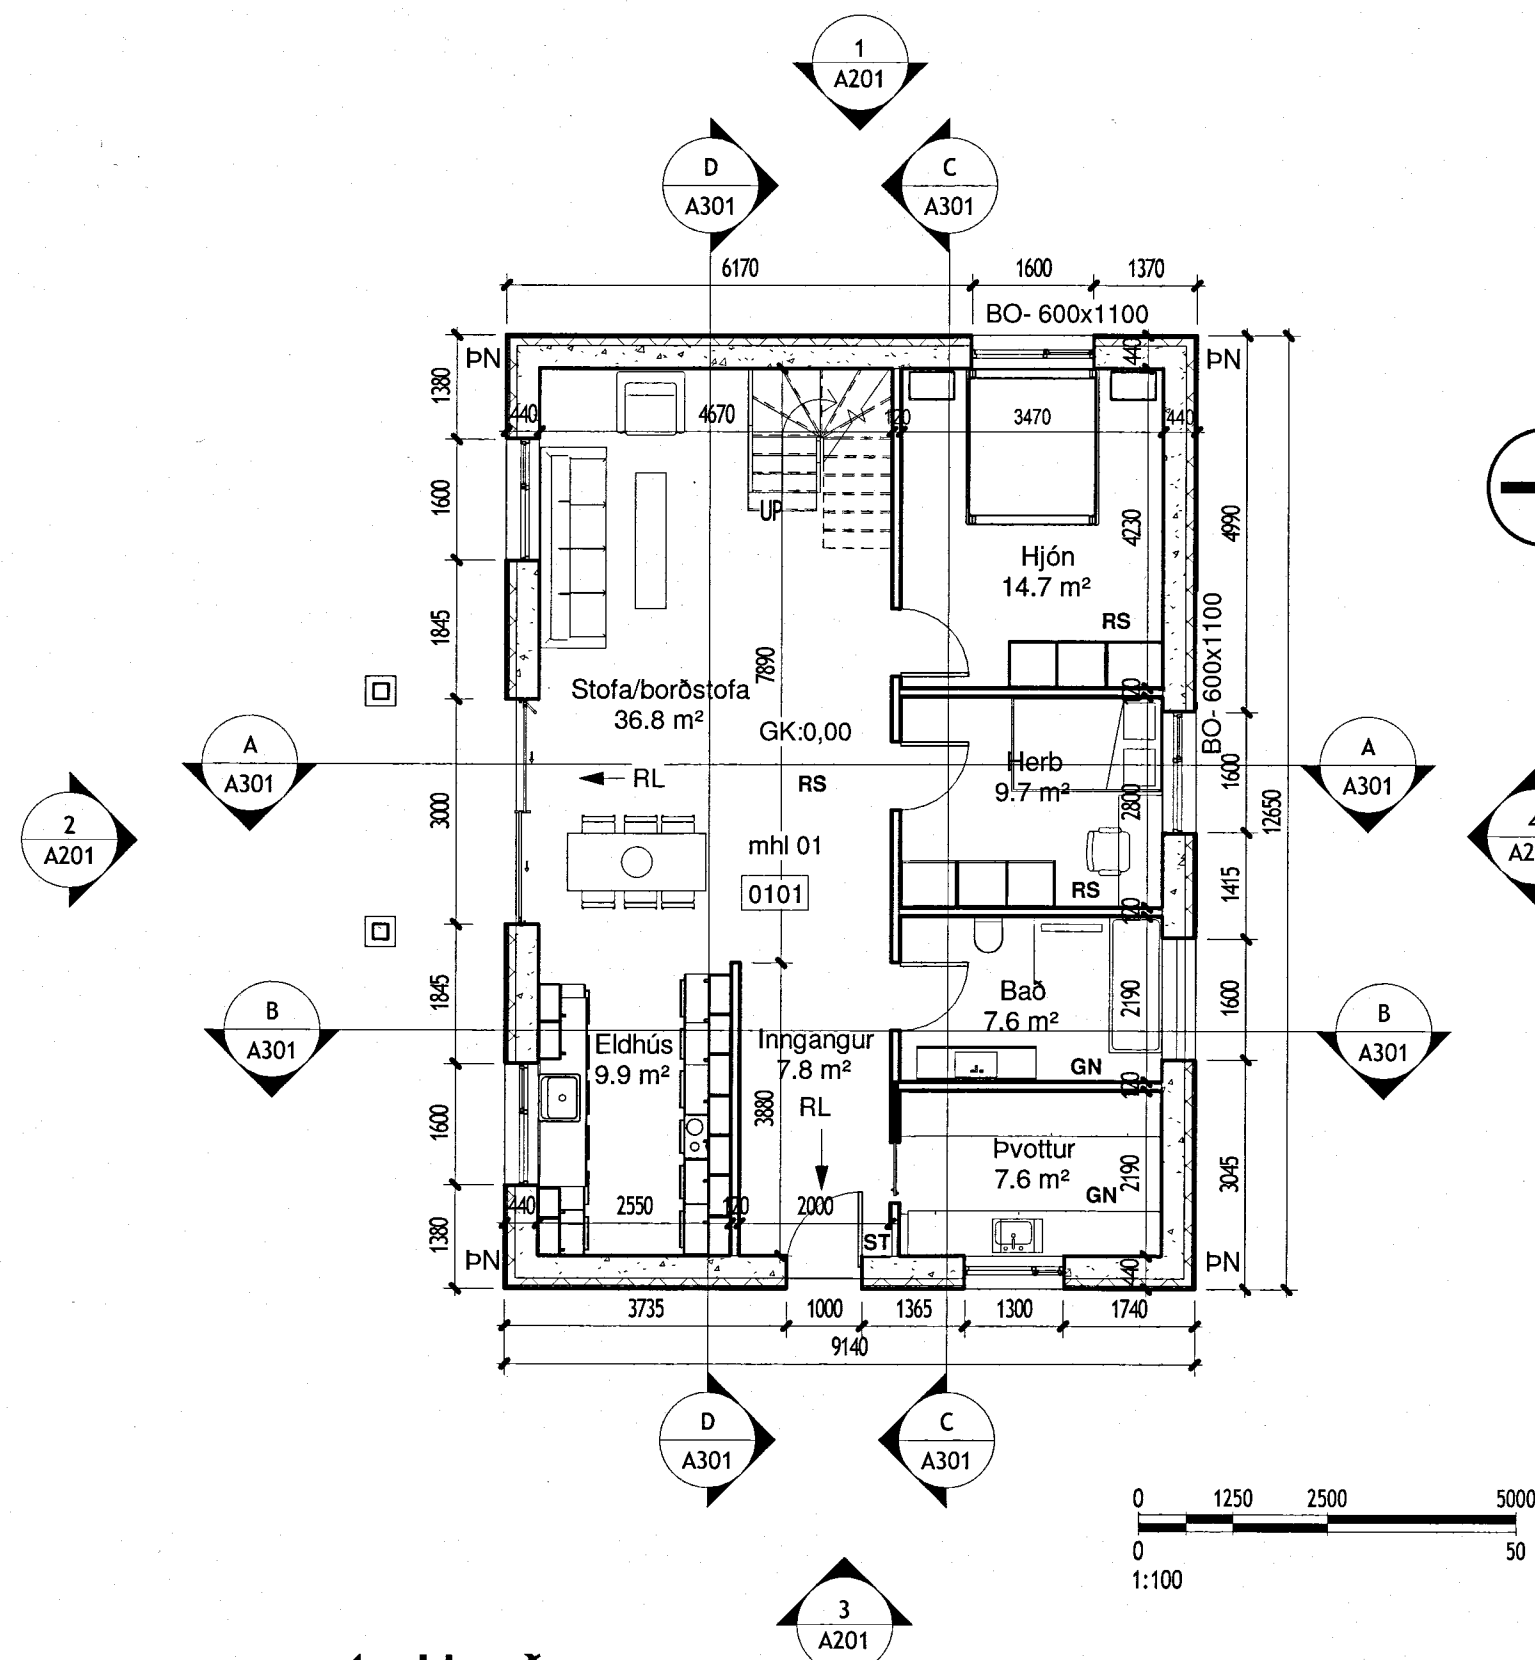 1
A201
D
A301
C
A301
6170
1600
1370
BO- 600x1100
ÞN
440
ÞN
1380
440
4670
120
3470
440
1600
UP
4230
4990
Hjón
14.7 m²
RS
1845
7890
Stofa/borðstofa
36.8 m²
120
BO- 600x1100
GK:0,00
A
A301
RL
RS
Herb
9.7 m²
2800
1600
12650
A
A301
2
A201
3000
mhl 01
0101
RS
1415
120
1845
Bað
7.6 m²
2190
1600
B
A301
Eldhús
9.9 m²
Inngangur
7.8 m²
GN
B
A301
120
1600
3880
RL
Þvottur
7.6 m²
2190
GN
3045
440
2550
120
2000
1380
ST
ÞN
440
ÞN
3735
1000
1365
1300
1740
9140
D
A301
C
A301
0
1250
2500
5000
0
50
1:100
3
A201